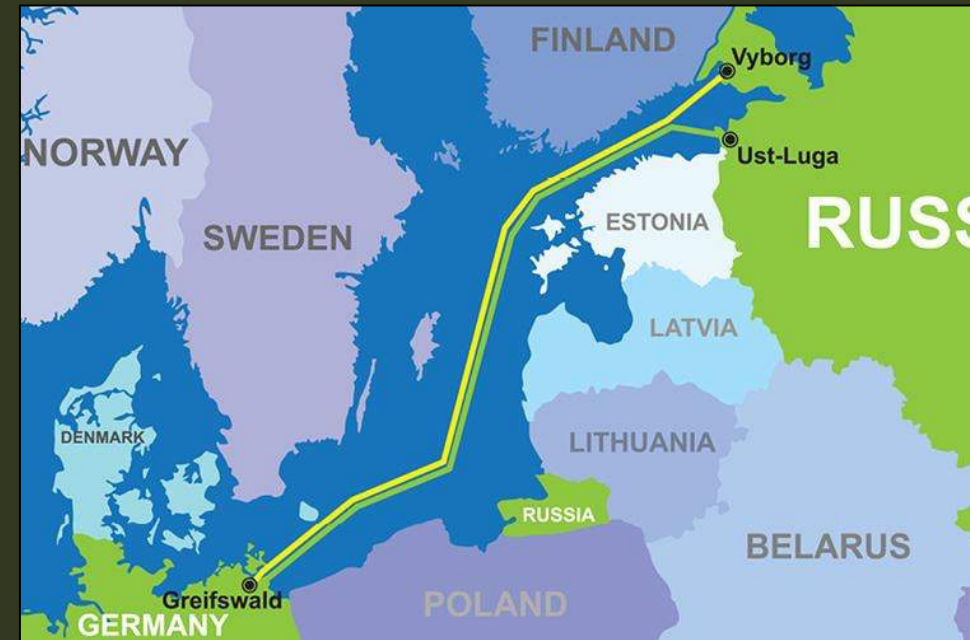 FINLAND
Vyborg
NORWAY
Ust-Luga
SWEDEN
ESTONIA
RUSS
LATVIA
DENMARK
LITHUANIA
RUSSIA
BELARUS
Greifswald
POLAND
GERMANY